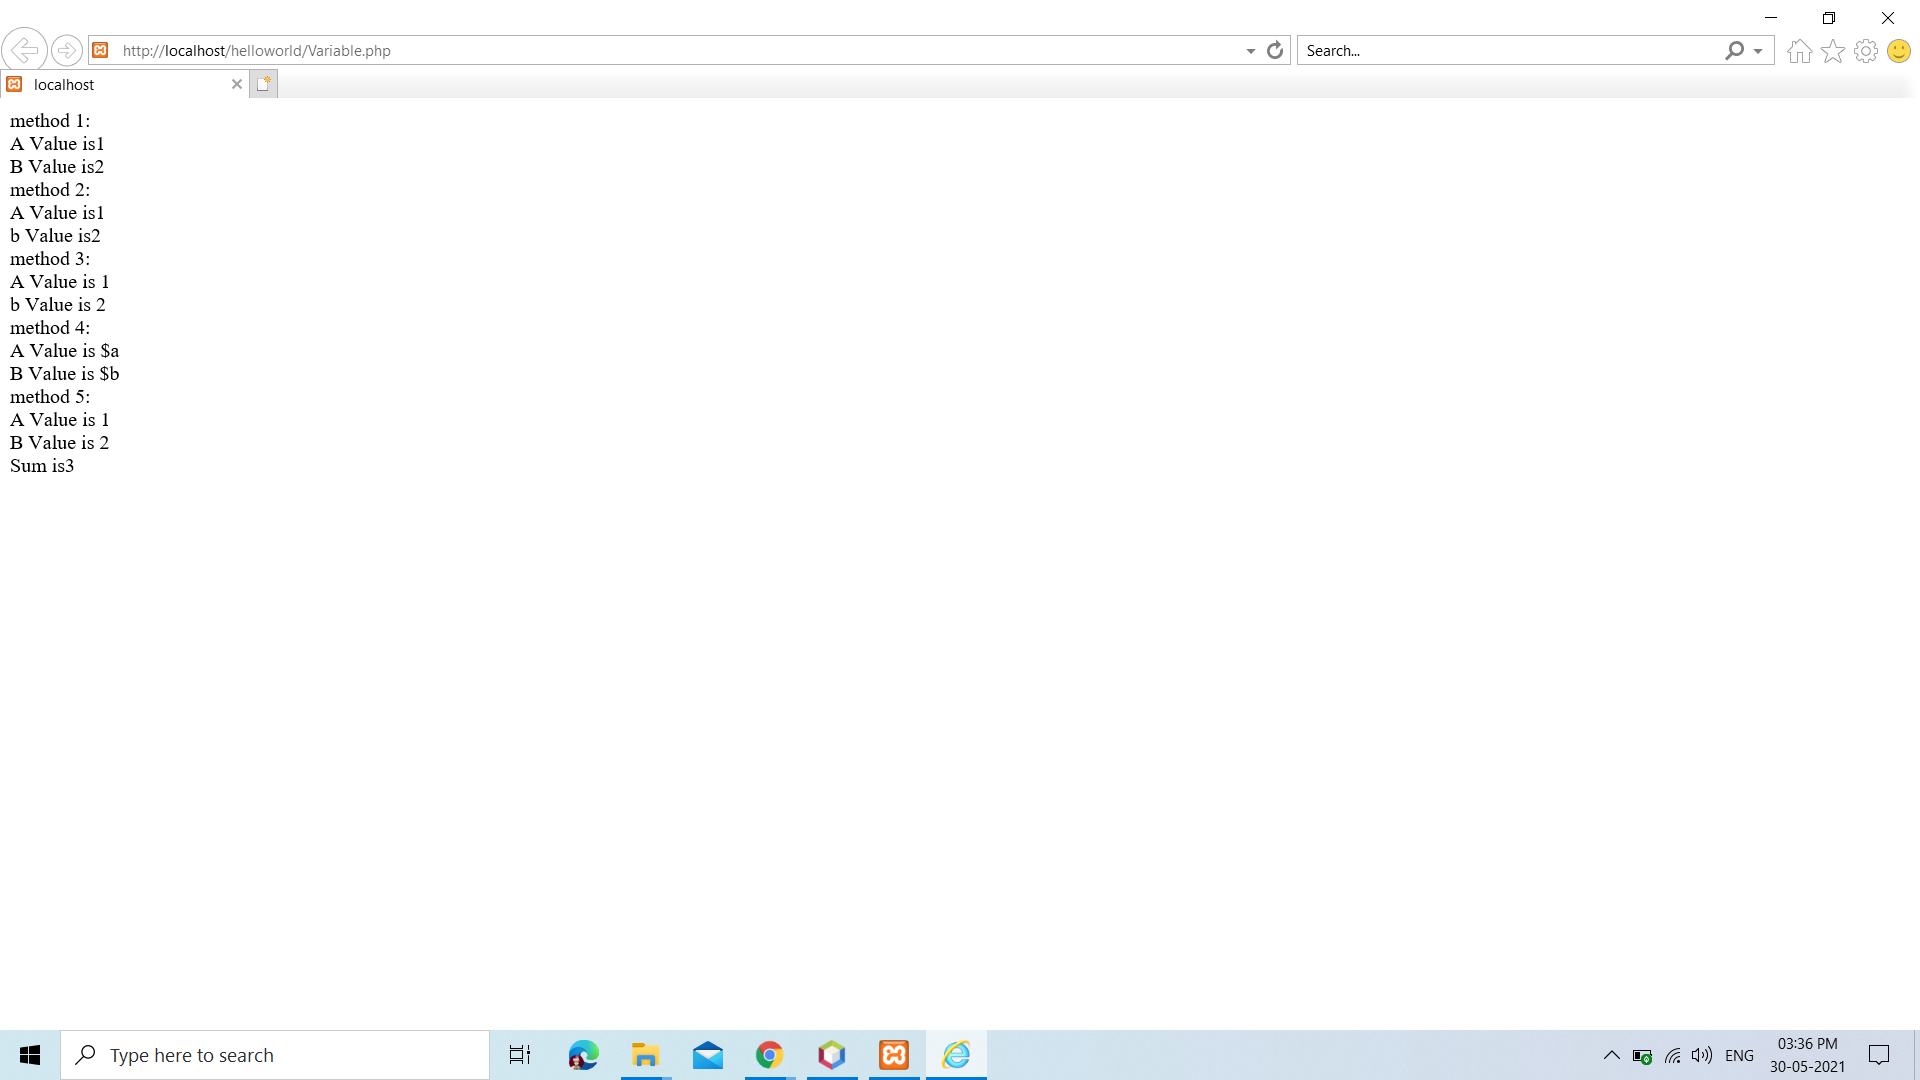 http://localhost/helloworld/Variable.php
Search...
localhost
method 1:
A Value is1
B Value is2
method 2:
A Value is1
b Value is2
method 3:
A Value is 1
b Value is 2
method 4:
A Value is $a
B Value is $b
method 5:
A Value is 1
B Value is 2
Sum is3
Type here to search
ENG
03:36 PM
30-05-2021